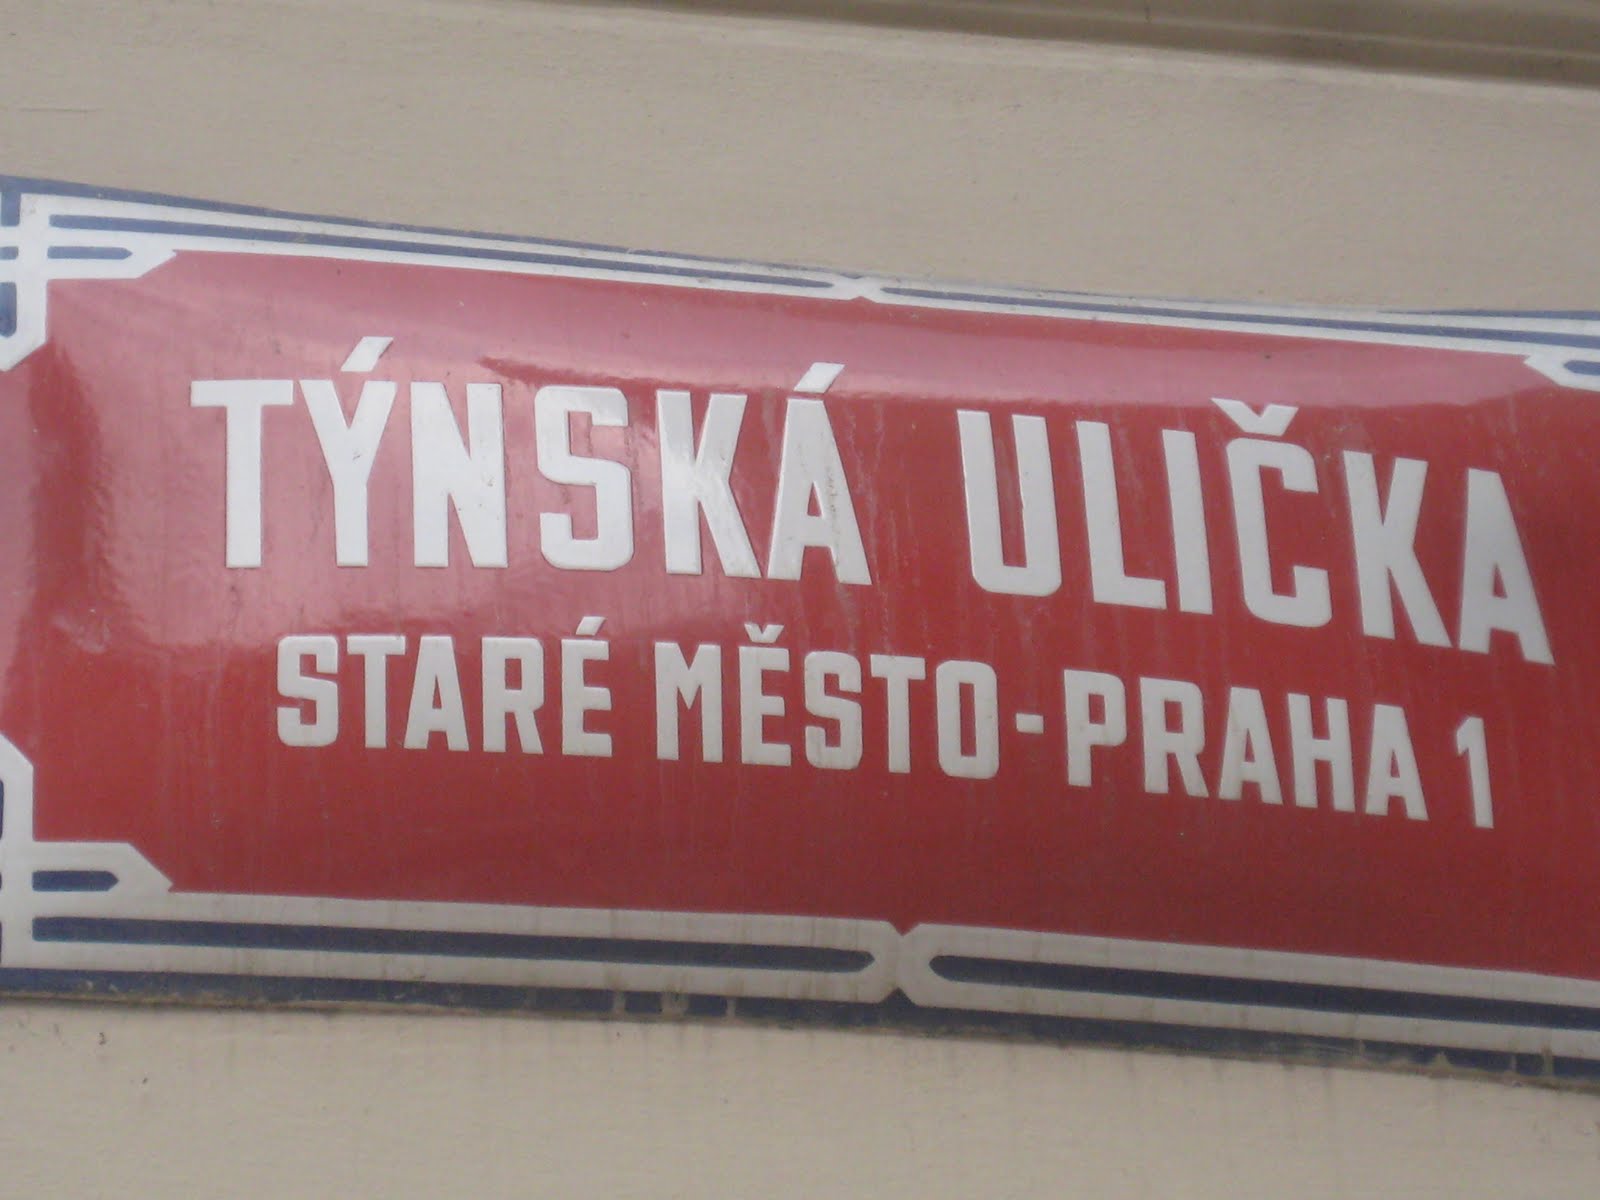 TÝNSKÁ ULIČKA
STARÉ MĚSTO-PRAHA 1